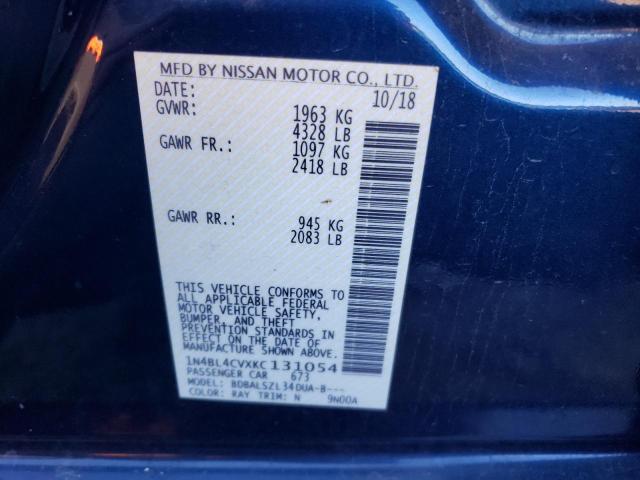 MFD BY NISSAN MOTOR CO., LTD.
DATE: 10/18
GVWR: 1963 KG
4328 LB
GAWR FR.: 1097 KG
2418 LB
GAWR RR.: 945 KG
2083 LB
THIS VEHICLE CONFORMS TO
ALL APPLICABLE FEDERAL
MOTOR VEHICLE SAFETY,
BUMPER, AND THEFT
PREVENTION STANDARDS IN
EFFECT ON THE DATE OF
MANUFACTURE SHOWN ABOVE.
1N4BL4CVXKC131054
PASSENGER CAR 673
MODEL: BDBALSZL34DUA-B---
COLOR: RAY TRIM: N 9N00A